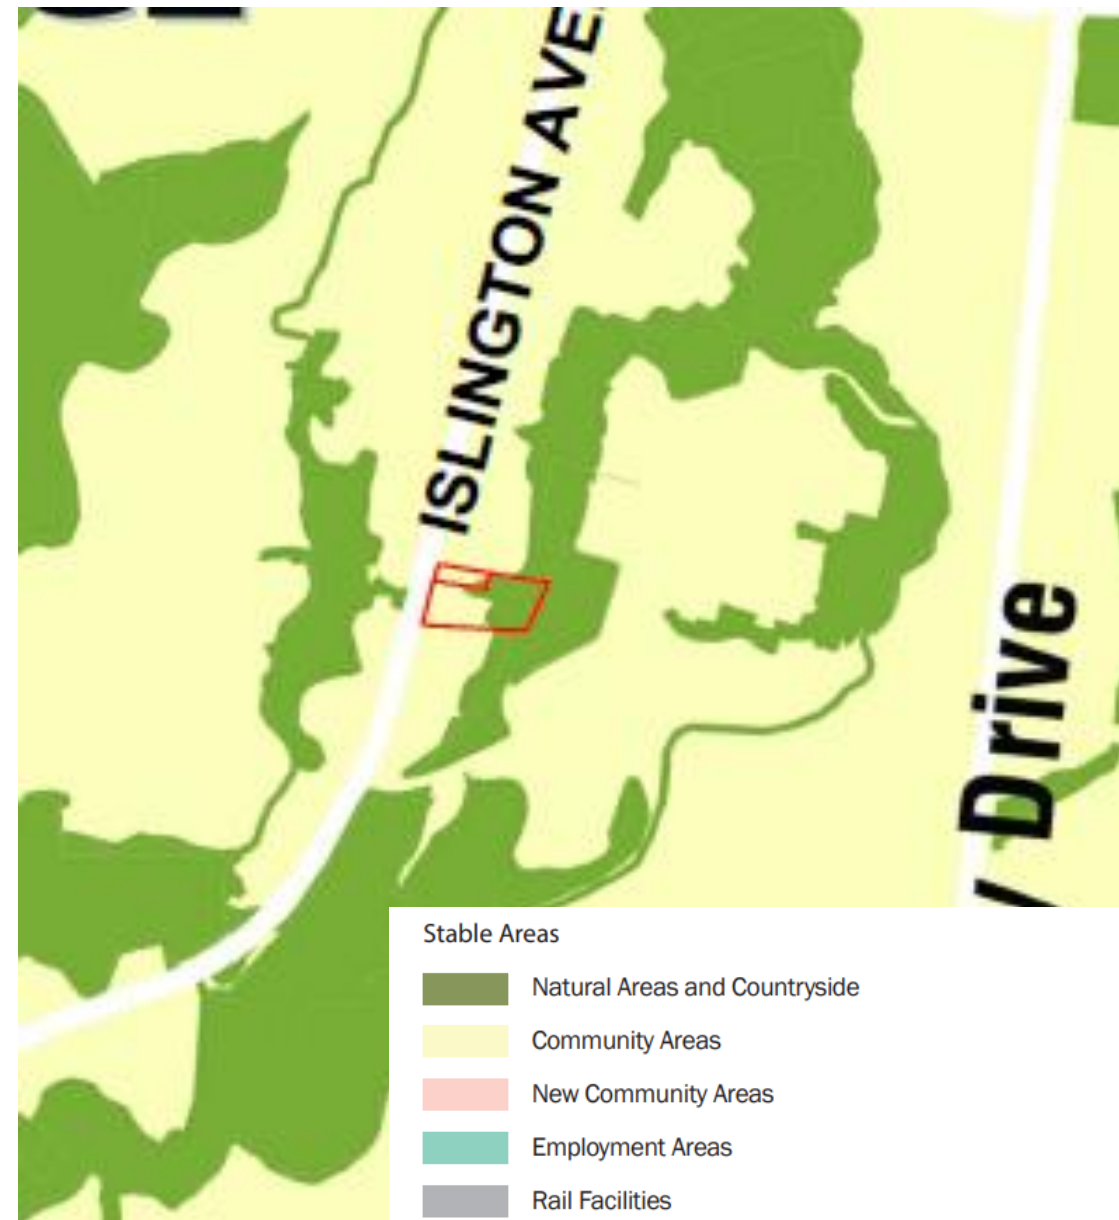 ISLINGTON AVE
Drive
Stable Areas
Natural Areas and Countryside
Community Areas
New Community Areas
Employment Areas
Rail Facilities